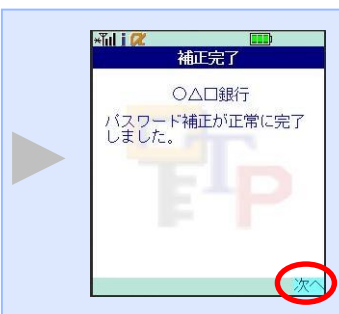 i α
補正完了
○△□銀行
パスワード補正が正常に完了
しました。
TP
次へ